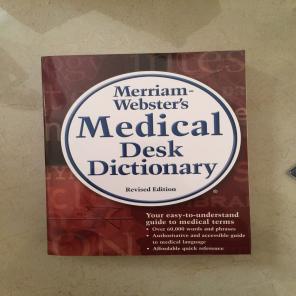 Merriam-
Webster's
Medical
Desk
Dictionary
Revised Edition
Your easy-to-understand
guide to medical terms
• Over 60,000 words and phrases
• Authoritative and accessible guide
to medical language
• Affordable quick reference